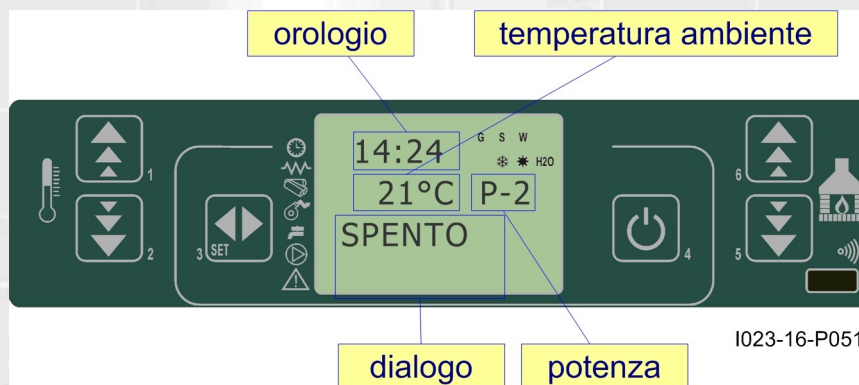 orologio temperatura ambiente
14:24 G S W
H2O
21°C P-2
SPENTO
1
2
3 SET
4
6
5
I023-16-P051
dialogo potenza